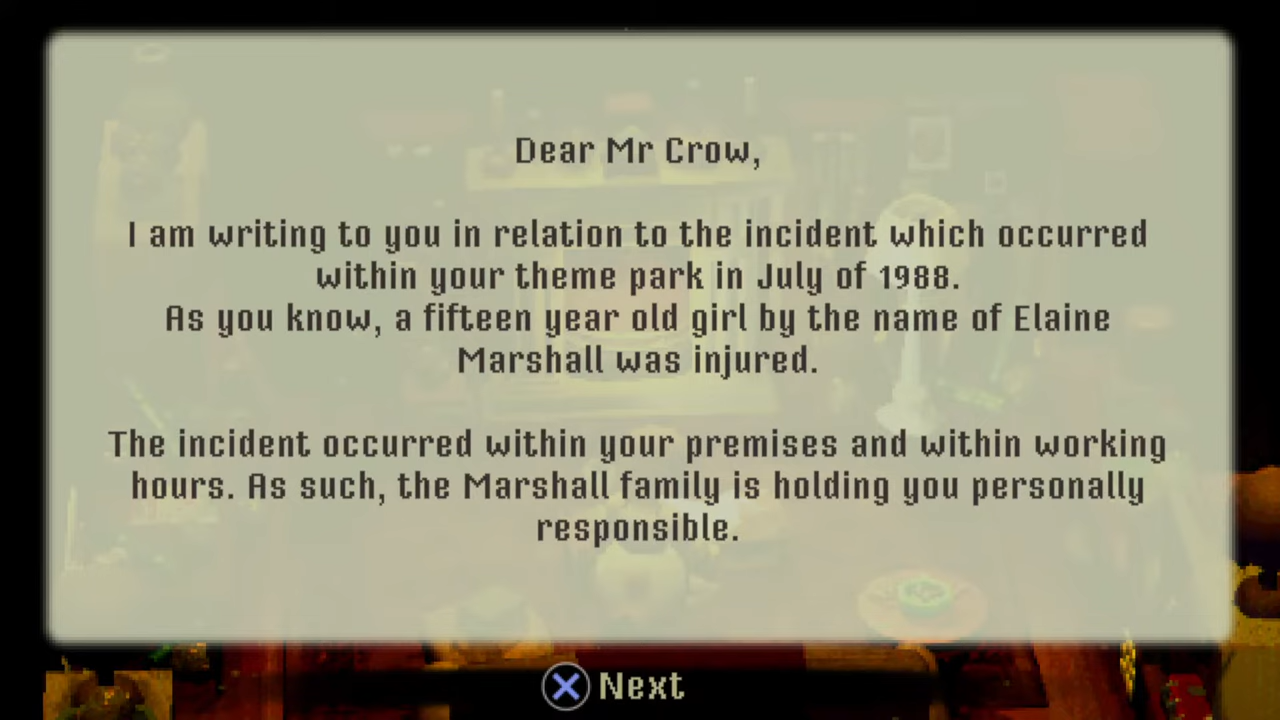 Dear Mr Crow,
I am writing to you in relation to the incident which occurred
within your theme park in July of 1988.
As you know, a fifteen year old girl by the name of Elaine
Marshall was injured.
The incident occurred within your premises and within working
hours. As such, the Marshall family is holding you personally
responsible.
Next